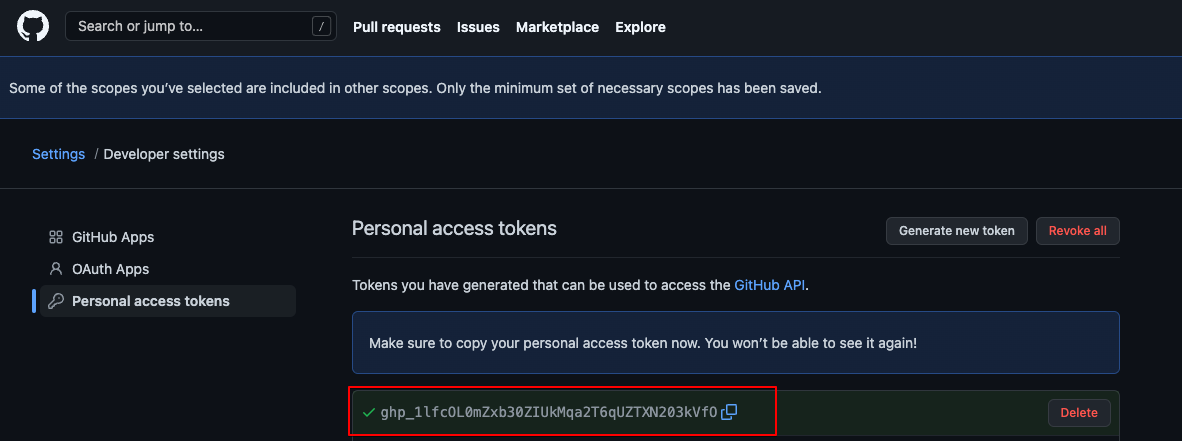 Search or jump to... /
Pull requests Issues Marketplace Explore
Some of the scopes you've selected are included in other scopes. Only the minimum set of necessary scopes has been saved.
Settings / Developer settings
GitHub Apps
OAuth Apps
Personal access tokens
Personal access tokens
Generate new token
Revoke all
Tokens you have generated that can be used to access the GitHub API.
Make sure to copy your personal access token now. You won't be able to see it again!
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
Delete